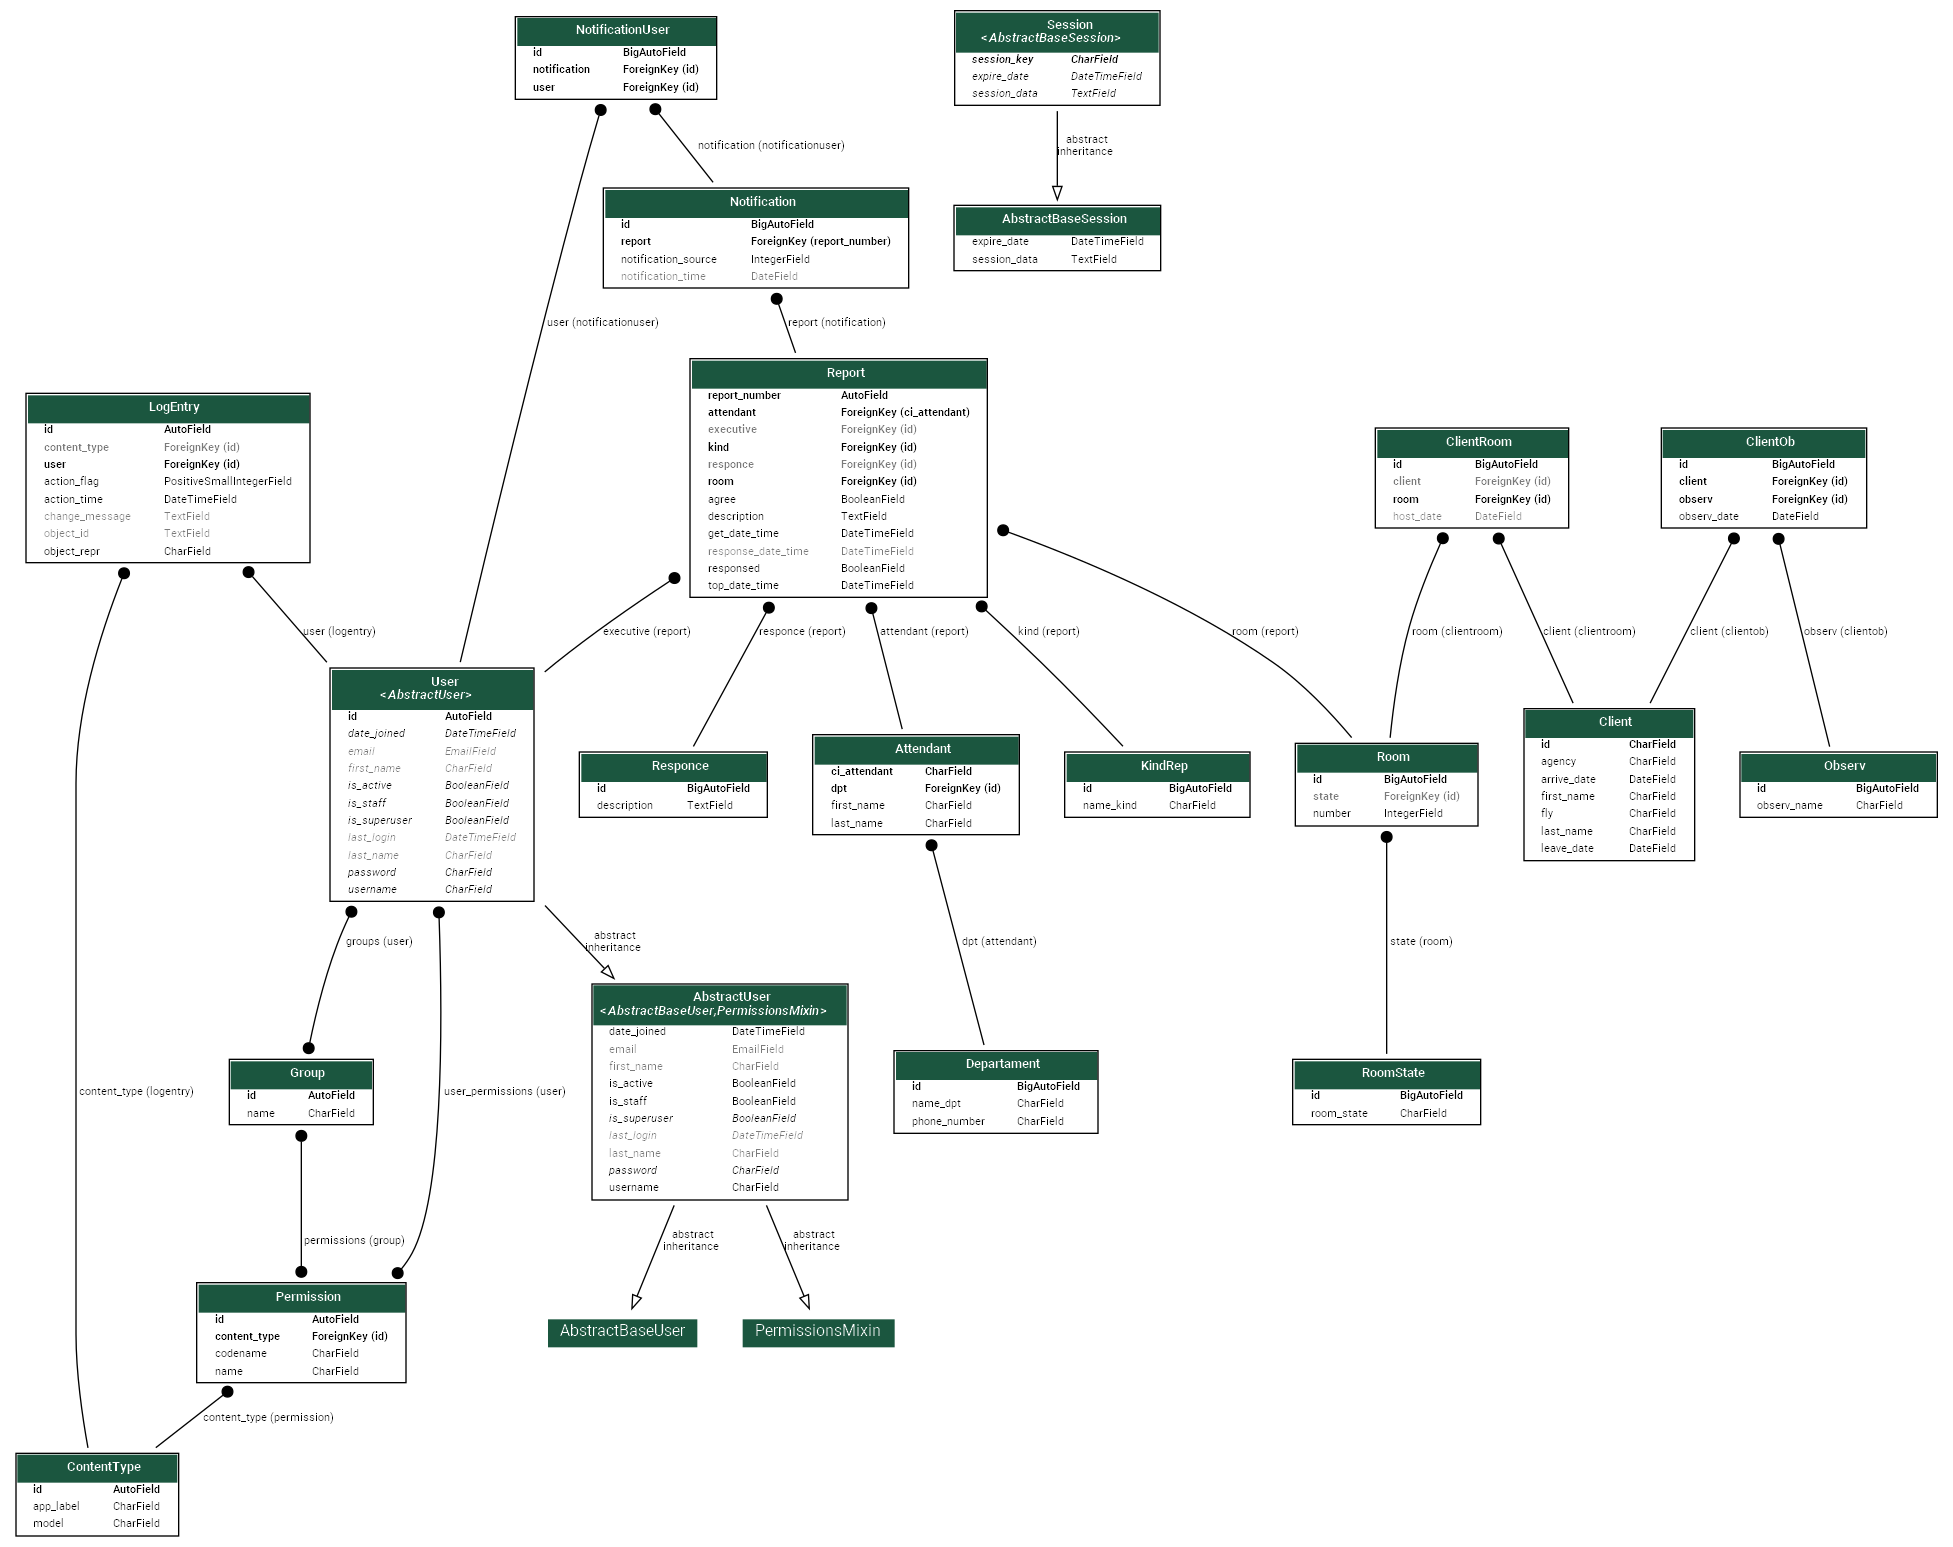 NotificationUser
id BigAutoField
notification ForeignKey (id)
user ForeignKey (id)
Session
<AbstractBaseSession>
session_key CharField
expire_date DateTimeField
session_data TextField
notification (notificationuser)
abstract
inheritance
Notification
id BigAutoField
report ForeignKey (report_number)
notification_source IntegerField
notification_time DateField
AbstractBaseSession
expire_date DateTimeField
session_data TextField
user (notificationuser)
report (notification)
Report
report_number AutoField
attendant ForeignKey (ci_attendant)
executive ForeignKey (id)
kind ForeignKey (id)
responce ForeignKey (id)
room ForeignKey (id)
agree BooleanField
description TextField
get_date_time DateTimeField
response_date_time DateTimeField
responsed BooleanField
top_date_time DateTimeField
LogEntry
id AutoField
content_type ForeignKey (id)
user ForeignKey (id)
action_flag PositiveSmallIntegerField
action_time DateTimeField
change_message TextField
object_id TextField
object_repr CharField
ClientRoom
id BigAutoField
client ForeignKey (id)
room ForeignKey (id)
host_date DateField
ClientOb
id BigAutoField
client ForeignKey (id)
observ ForeignKey (id)
observ_date DateField
user (logentry)
executive (report)
responce (report)
attendant (report)
kind (report)
room (report)
room (clientroom)
client (clientroom)
client (clientob)
observ (clientob)
User
<AbstractUser>
id AutoField
date_joined DateTimeField
email EmailField
first_name CharField
is_active BooleanField
is_staff BooleanField
is_superuser BooleanField
last_login DateTimeField
last_name CharField
password CharField
username CharField
Responce
id BigAutoField
description TextField
Attendant
ci_attendant CharField
dpt ForeignKey (id)
first_name CharField
last_name CharField
KindRep
id BigAutoField
name_kind CharField
Room
id BigAutoField
state ForeignKey (id)
number IntegerField
Client
id CharField
agency CharField
arrive_date DateField
first_name CharField
fly CharField
last_name CharField
leave_date DateField
Observ
id BigAutoField
observ_name CharField
groups (user)
abstract
inheritance
dpt (attendant)
state (room)
AbstractUser
<AbstractBaseUser,PermissionsMixin>
date_joined DateTimeField
email EmailField
first_name CharField
is_active BooleanField
is_staff BooleanField
is_superuser BooleanField
last_login DateTimeField
last_name CharField
password CharField
username CharField
Group
id AutoField
name CharField
Departament
id BigAutoField
name_dpt CharField
phone_number CharField
RoomState
id BigAutoField
room_state CharField
content_type (logentry)
user_permissions (user)
permissions (group)
abstract
inheritance
abstract
inheritance
Permission
id AutoField
content_type ForeignKey (id)
codename CharField
name CharField
AbstractBaseUser
PermissionsMixin
content_type (permission)
ContentType
id AutoField
app_label CharField
model CharField